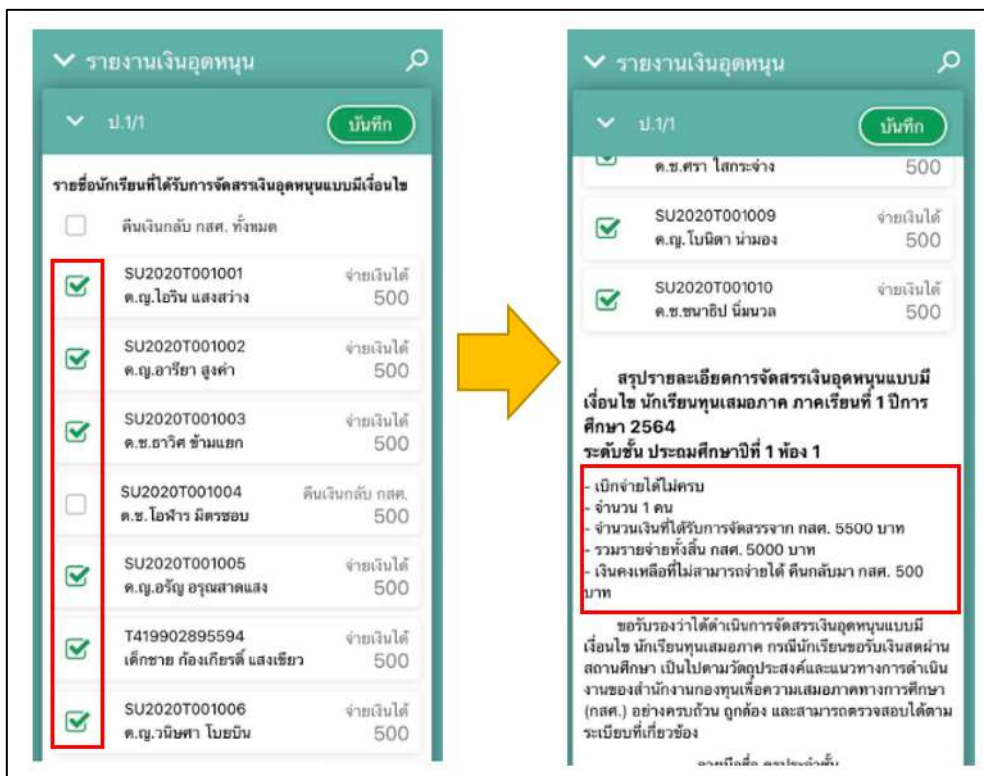 รายงานเงินอุดหนุน
ป.1/1
บันทึก
รายชื่อนักเรียนที่ได้รับการจัดสรรเงินอุดหนุนแบบมีเงื่อนไข
คืนเงินกลับ กสศ. ทั้งหมด
SU2020T001001 จ่ายเงินได้
ด.ญ.ไอริน แสงสว่าง 500
SU2020T001002 จ่ายเงินได้
ด.ญ.อารียา สูงค่า 500
SU2020T001003 จ่ายเงินได้
ด.ช.ธาวิศ ข้ามแยก 500
SU2020T001004 คืนเงินกลับ กสศ.
ด.ช.โอฬาร มิตรชอบ 500
SU2020T001005 จ่ายเงินได้
ด.ญ.อรัญ อรุณสาดแสง 500
T419902895594 จ่ายเงินได้
เด็กชาย ก้องเกียรติ์ แสงเขียว 500
SU2020T001006 จ่ายเงินได้
ด.ญ.วนิษศา โบยบิน 500
รายงานเงินอุดหนุน
ป.1/1
บันทึก
ด.ช.ศรา ใสกระจ่าง 500
SU2020T001009 จ่ายเงินได้
ด.ญ.โบนิตา น่ามอง 500
SU2020T001010 จ่ายเงินได้
ด.ช.ชนาธิป นิ่มนวล 500
สรุปรายละเอียดการจัดสรรเงินอุดหนุนแบบมี
เงื่อนไข นักเรียนทุนเสมอภาค ภาคเรียนที่ 1 ปีการ
ศึกษา 2564
ระดับชั้น ประถมศึกษาปีที่ 1 ห้อง 1
- เบิกจ่ายได้ไม่ครบ
- จำนวน 1 คน
- จำนวนเงินที่ได้รับการจัดสรรจาก กสศ. 5500 บาท
- รวมรายจ่ายทั้งสิ้น กสศ. 5000 บาท
- เงินคงเหลือที่ไม่สามารถจ่ายได้ คืนกลับมา กสศ. 500
บาท
ขอรับรองว่าได้ดำเนินการจัดสรรเงินอุดหนุนแบบมี
เงื่อนไข นักเรียนทุนเสมอภาค กรณีนักเรียนขอรับเงินสดผ่าน
สถานศึกษา เป็นไปตามวัตถุประสงค์และแนวทางการดำเนิน
งานของสำนักงานกองทุนเพื่อความเสมอภาคทางการศึกษา
(กสศ.) อย่างครบถ้วน ถูกต้อง และสามารถตรวจสอบได้ตาม
ระเบียบที่เกี่ยวข้อง